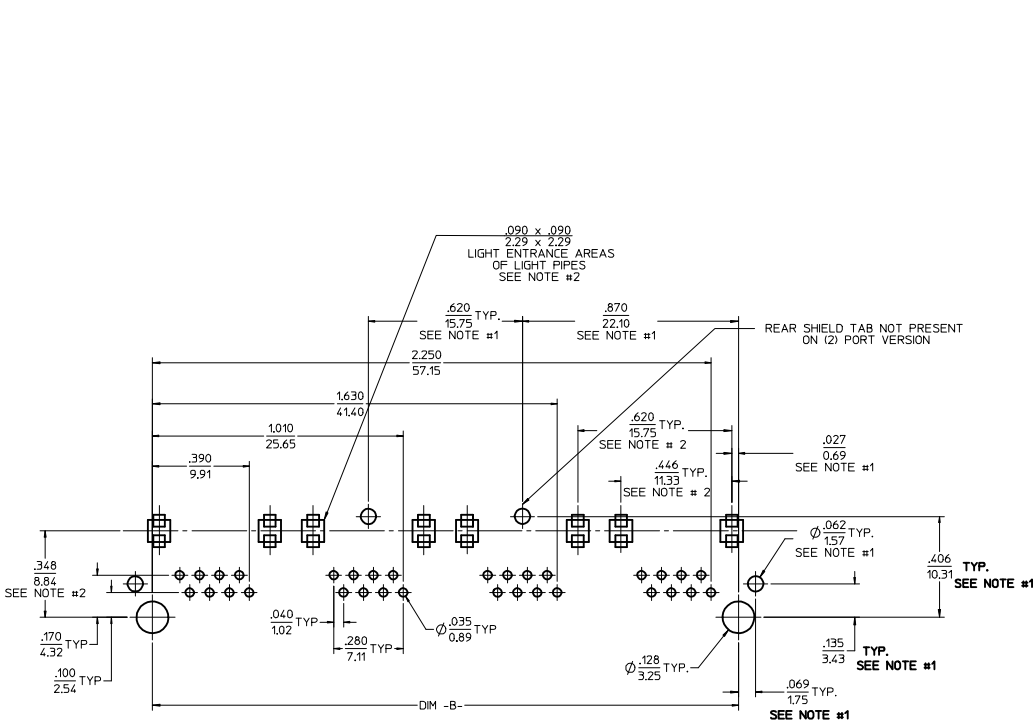 .090 x .090
2.29 x 2.29
LIGHT ENTRANCE AREAS
OF LIGHT PIPES
SEE NOTE #2
.620
15.75 TYP.
SEE NOTE #1
.870
22.10
SEE NOTE #1
REAR SHIELD TAB NOT PRESENT
ON (2) PORT VERSION
2.250
57.15
1.630
41.40
1.010
25.65
.390
9.91
.620
15.75 TYP.
SEE NOTE # 2
.446
11.33 TYP.
SEE NOTE # 2
.027
0.69
SEE NOTE #1
Ø .062
1.57 TYP.
SEE NOTE #1
.406
10.31 TYP.
SEE NOTE #1
.348
8.84
SEE NOTE #2
.040
1.02 TYP
Ø .035
0.89 TYP
.280
7.11 TYP
.170
4.32 TYP
.100
2.54 TYP
Ø .128
3.25 TYP.
.135
3.43 TYP.
SEE NOTE #1
.069
1.75 TYP.
SEE NOTE #1
DIM -B-